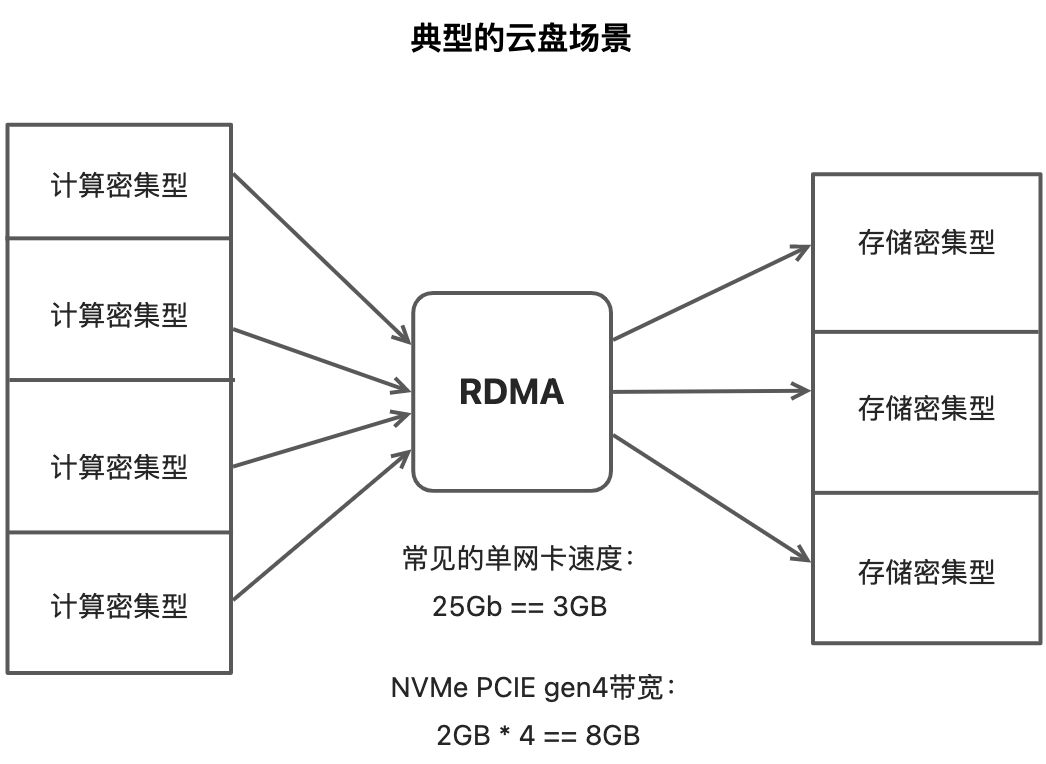 典型的云盘场景
计算密集型
计算密集型
计算密集型
计算密集型
RDMA
存储密集型
存储密集型
存储密集型
常见的单网卡速度：
25Gb == 3GB
NVMe PCIE gen4带宽：
2GB * 4 == 8GB